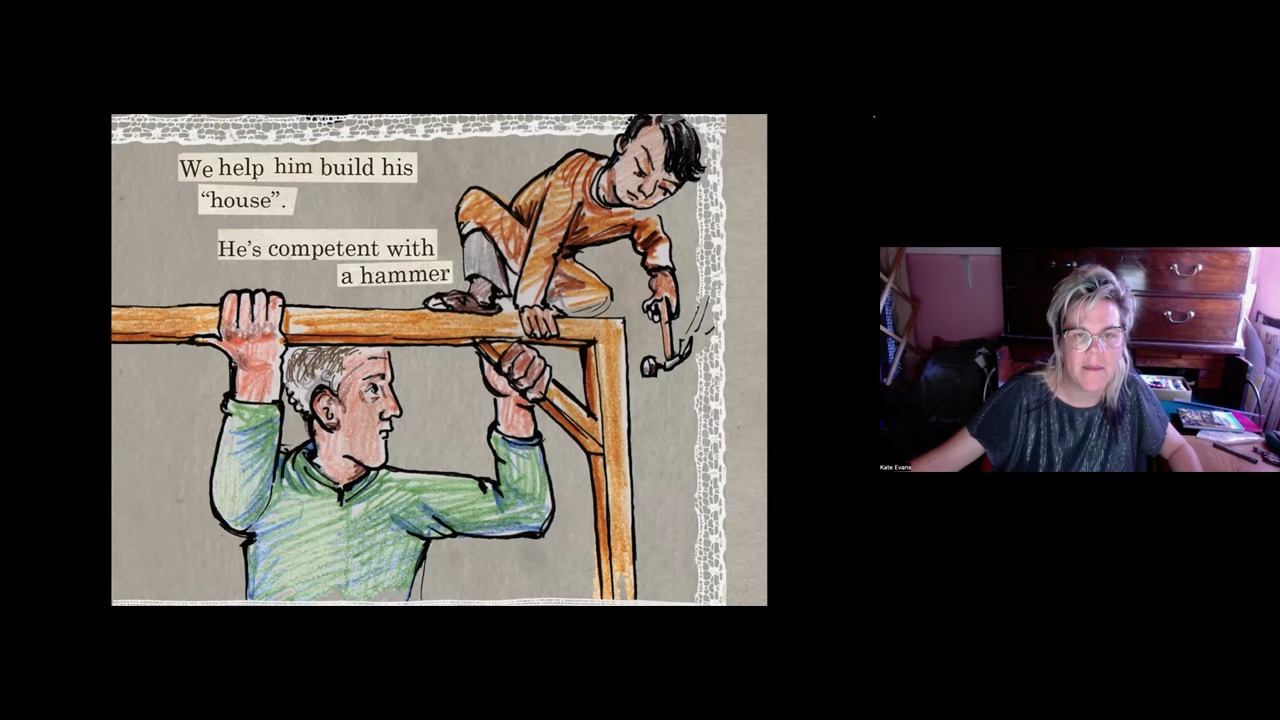 We help him build his
“house”.
He’s competent with
a hammer
Kate Evans